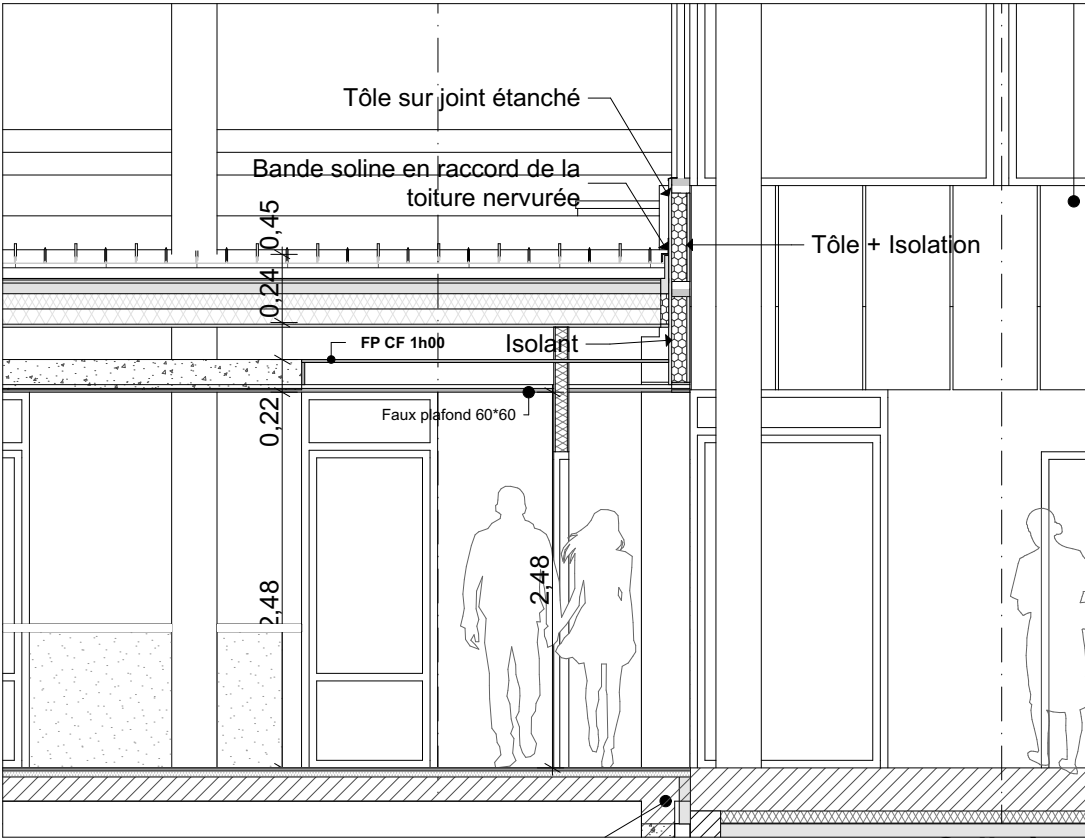 Tôle sur joint étanché
Bande soline en raccord de la
toiture nervurée
Tôle + Isolation
0,45
0,24
FP CF 1h00
Isolant
Faux plafond 60*60
0,22
2,48
2,48